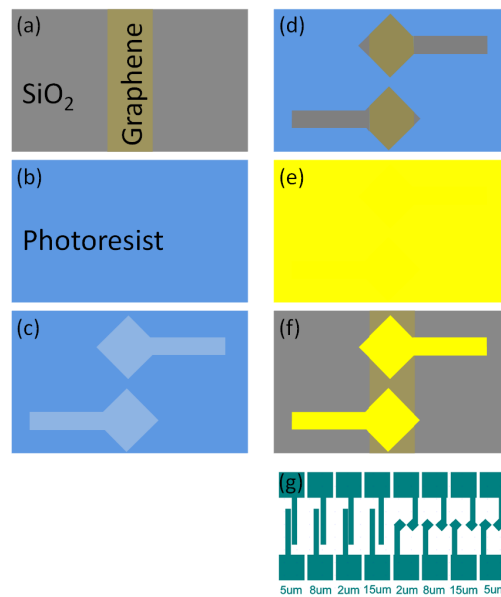 (a)
SiO₂
Graphene
(b)
Photoresist
(c)
(d)
(e)
(f)
(g)
5um 8um 2um 15um 2um 8um 15um 5um